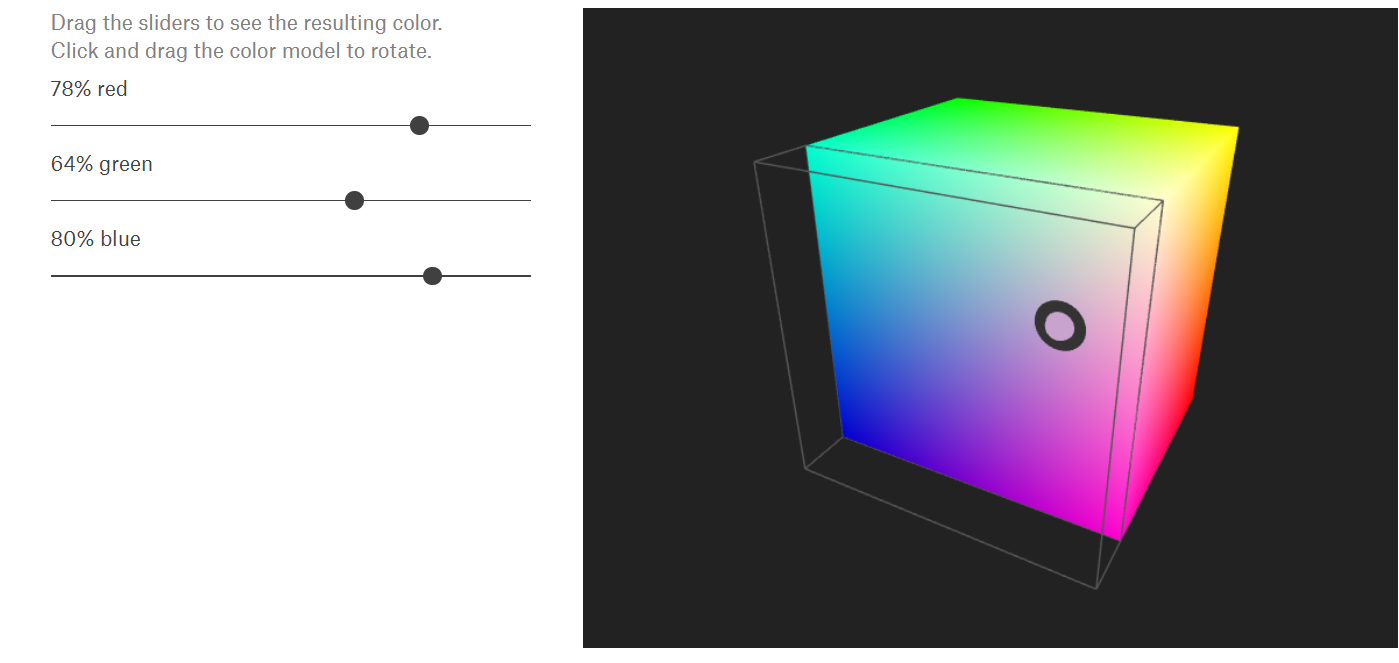 Drag the sliders to see the resulting color.
Click and drag the color model to rotate.
78% red
64% green
80% blue